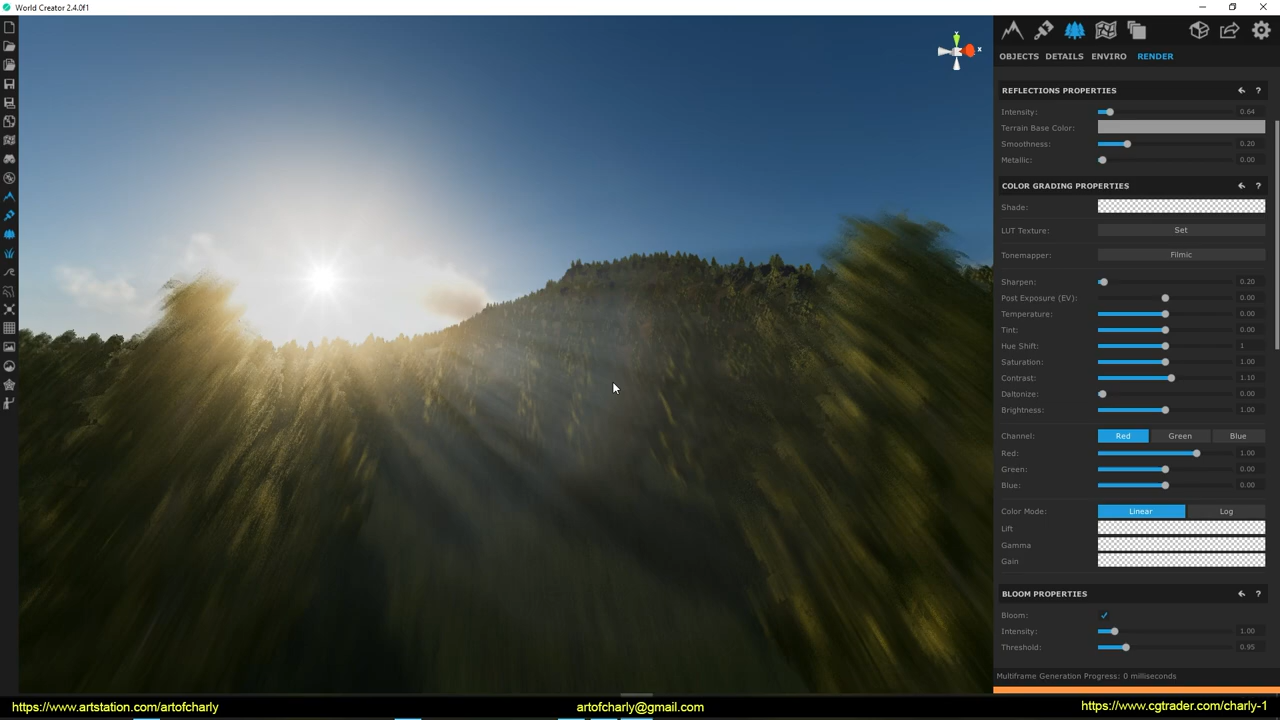 World Creator 2.4.0f1
x
OBJECTS DETAILS ENVIRO RENDER
REFLECTIONS PROPERTIES ?
Intensity: 0.64
Terrain Base Color:
Smoothness: 0.20
Metallic: 0.00
COLOR GRADING PROPERTIES ?
Shade:
LUT Texture: Set
Tonemapper: Filmic
Sharpen: 0.20
Post Exposure (EV): 0.00
Temperature: 0.00
Tint: 0.00
Hue Shift: 1
Saturation: 1.00
Contrast: 1.10
Daltonize: 0.00
Brightness: 1.00
Channel: Red Green Blue
Red: 1.00
Green: 0.00
Blue: 0.00
Color Mode: Linear Log
Lift
Gamma
Gain
BLOOM PROPERTIES ?
Bloom:
Intensity: 1.00
Threshold: 0.95
Multiframe Generation Progress: 0 milliseconds
https://www.artstation.com/artofcharly artofcharly@gmail.com https://www.cgtrader.com/charly-1